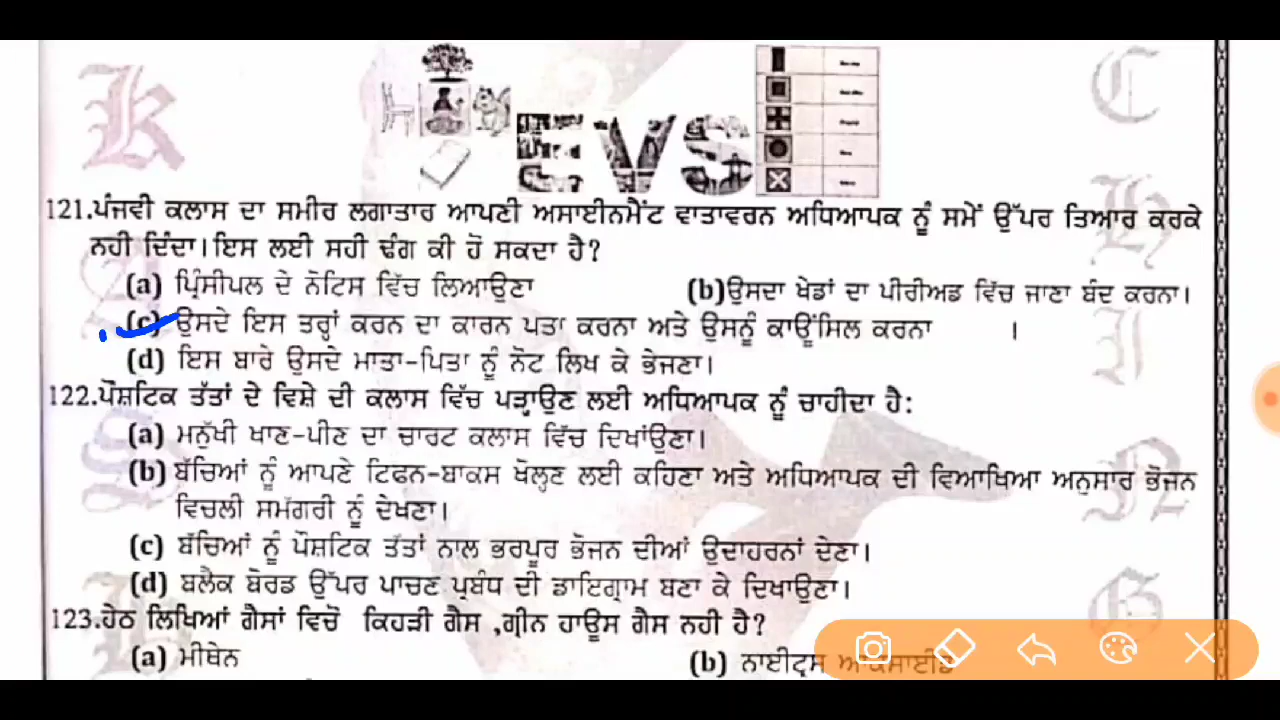 EVS
121.ਪੰਜਵੀ ਕਲਾਸ ਦਾ ਸਮੀਰ ਲਗਾਤਾਰ ਆਪਣੀ ਅਸਾਈਨਮੈਂਟ ਵਾਤਾਵਰਨ ਅਧਿਆਪਕ ਨੂੰ ਸਮੇਂ ਉੱਪਰ ਤਿਆਰ ਕਰਕੇ
ਨਹੀ ਦਿੰਦਾ।ਇਸ ਲਈ ਸਹੀ ਢੰਗ ਕੀ ਹੋ ਸਕਦਾ ਹੈ?
(a) ਪ੍ਰਿੰਸੀਪਲ ਦੇ ਨੋਟਿਸ ਵਿੱਚ ਲਿਆਉਣਾ (b)ਉਸਦਾ ਖੇਡਾਂ ਦਾ ਪੀਰੀਅਡ ਵਿੱਚ ਜਾਣਾ ਬੰਦ ਕਰਨਾ।
(c) ਉਸਦੇ ਇਸ ਤਰ੍ਹਾਂ ਕਰਨ ਦਾ ਕਾਰਨ ਪਤਾ ਕਰਨਾ ਅਤੇ ਉਸਨੂੰ ਕਾਊਂਸਿਲ ਕਰਨਾ ।
(d) ਇਸ ਬਾਰੇ ਉਸਦੇ ਮਾਤਾ-ਪਿਤਾ ਨੂੰ ਨੋਟ ਲਿਖ ਕੇ ਭੇਜਣਾ।
122.ਪੌਸ਼ਟਿਕ ਤੱਤਾਂ ਦੇ ਵਿਸ਼ੇ ਦੀ ਕਲਾਸ ਵਿੱਚ ਪੜ੍ਹਾਉਣ ਲਈ ਅਧਿਆਪਕ ਨੂੰ ਚਾਹੀਦਾ ਹੈ:
(a) ਮਨੁੱਖੀ ਖਾਣ-ਪੀਣ ਦਾ ਚਾਰਟ ਕਲਾਸ ਵਿੱਚ ਦਿਖਾਂਉਣਾ।
(b) ਬੱਚਿਆਂ ਨੂੰ ਆਪਣੇ ਟਿਫਨ-ਬਾਕਸ ਖੋਲ੍ਹਣ ਲਈ ਕਹਿਣਾ ਅਤੇ ਅਧਿਆਪਕ ਦੀ ਵਿਆਖਿਆ ਅਨੁਸਾਰ ਭੋਜਨ
ਵਿਚਲੀ ਸਮੱਗਰੀ ਨੂੰ ਦੇਖਣਾ।
(c) ਬੱਚਿਆਂ ਨੂੰ ਪੌਸ਼ਟਿਕ ਤੱਤਾਂ ਨਾਲ ਭਰਪੂਰ ਭੋਜਨ ਦੀਆਂ ਉਦਾਹਰਨਾਂ ਦੇਣਾ।
(d) ਬਲੈਕ ਬੋਰਡ ਉੱਪਰ ਪਾਚਣ ਪ੍ਰਬੰਧ ਦੀ ਡਾਇਗ੍ਰਾਮ ਬਣਾ ਕੇ ਦਿਖਾਉਣਾ।
123.ਹੇਠ ਲਿਖਿਆਂ ਗੈਸਾਂ ਵਿਚੋ ਕਿਹੜੀ ਗੈਸ ,ਗ੍ਰੀਨ ਹਾਊਸ ਗੈਸ ਨਹੀ ਹੈ?
(a) ਮੀਥੇਨ (b) ਨਾਈਟ੍ਰਸ ਆਕਸਾਈਡ